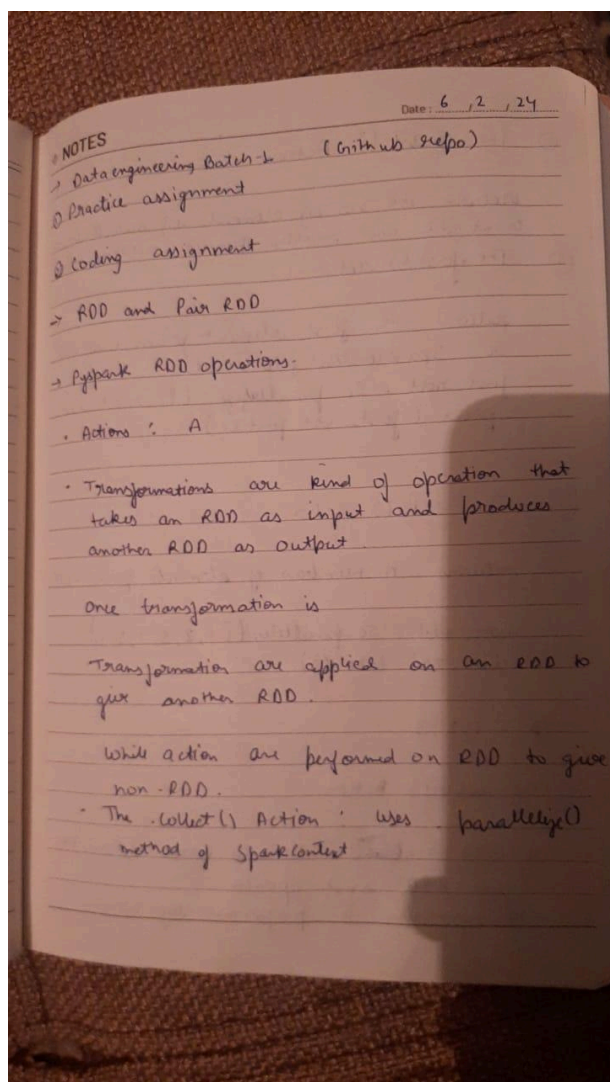 Date: 6 , 2 , 24
NOTES
→ Data engineering Batch-1 (Github repo)
① Practice assignment
② Coding assignment
→ RDD and Pair RDD
→ Pyspark RDD operations.
· Actions : A
· Transformations are kind of operation that
takes an RDD as input and produces
another RDD as output.
Once transformation is
Transformation are applied on an RDD to
give another RDD.
While action are performed on RDD to give
non-RDD.
· The .collect() Action : uses .parallelize()
method of SparkContext